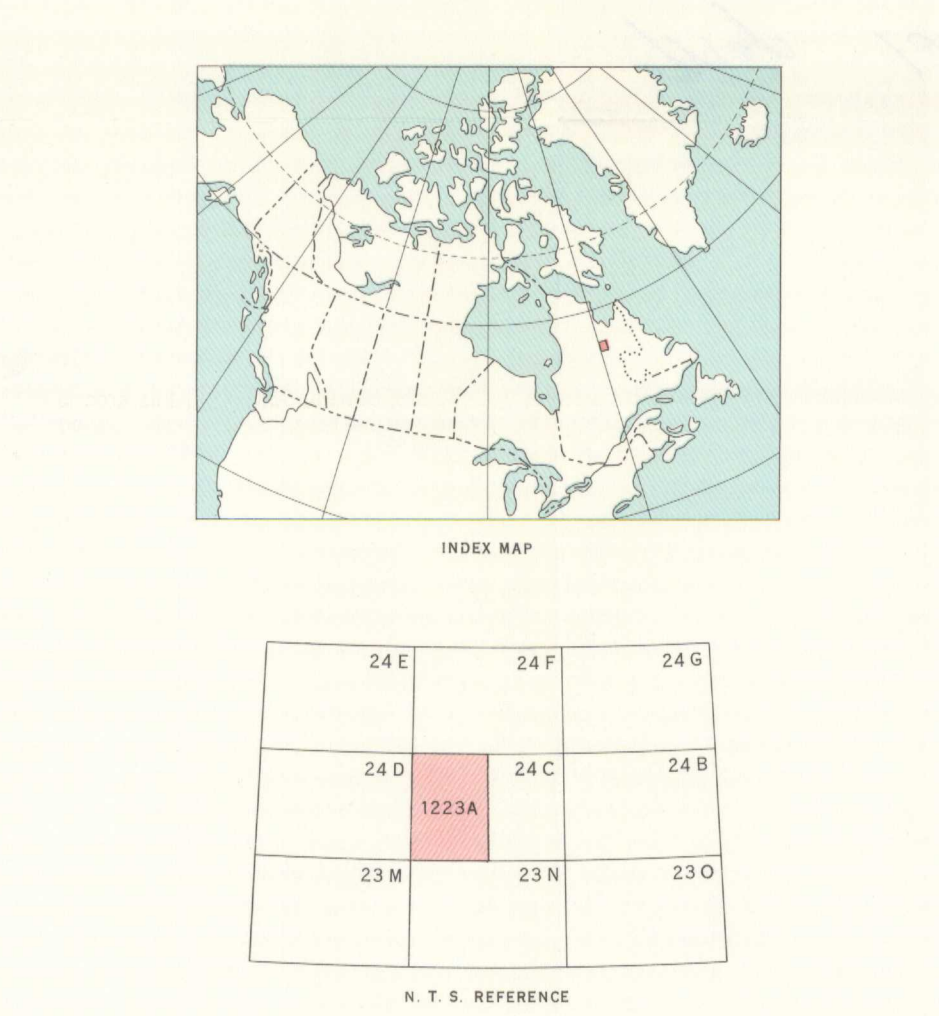 INDEX MAP
24 E 24 F 24 G
24 D 24 C 24 B
1223A
23 M 23 N 23 O
N. T. S. REFERENCE